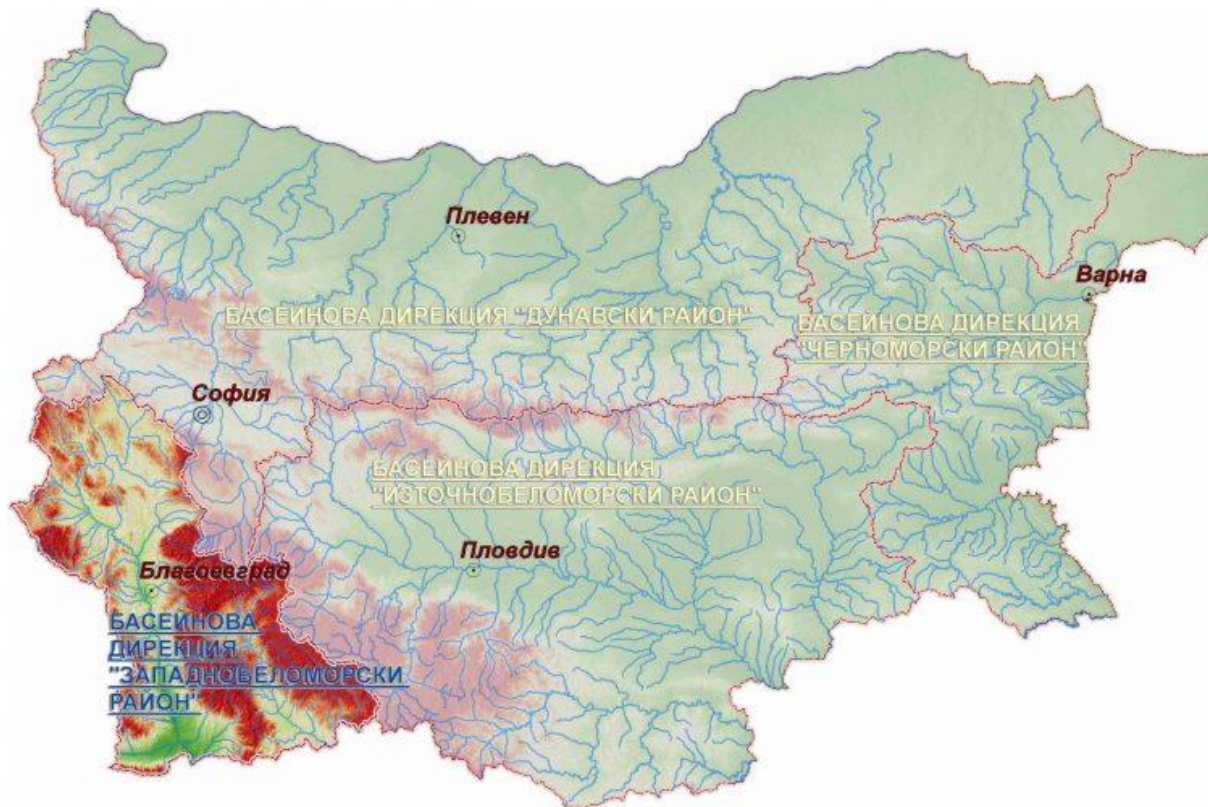 Плевен
Варна
БАСЕЙНОВА ДИРЕКЦИЯ "ДУНАВСКИ РАЙОН"
БАСЕЙНОВА ДИРЕКЦИЯ
"ЧЕРНОМОРСКИ РАЙОН"
София
БАСЕЙНОВА ДИРЕКЦИЯ
"ИЗТОЧНОБЕЛОМОРСКИ РАЙОН"
Пловдив
Благоевград
БАСЕЙНОВА
ДИРЕКЦИЯ
"ЗАПАДНОБЕЛОМОРСКИ
РАЙОН"